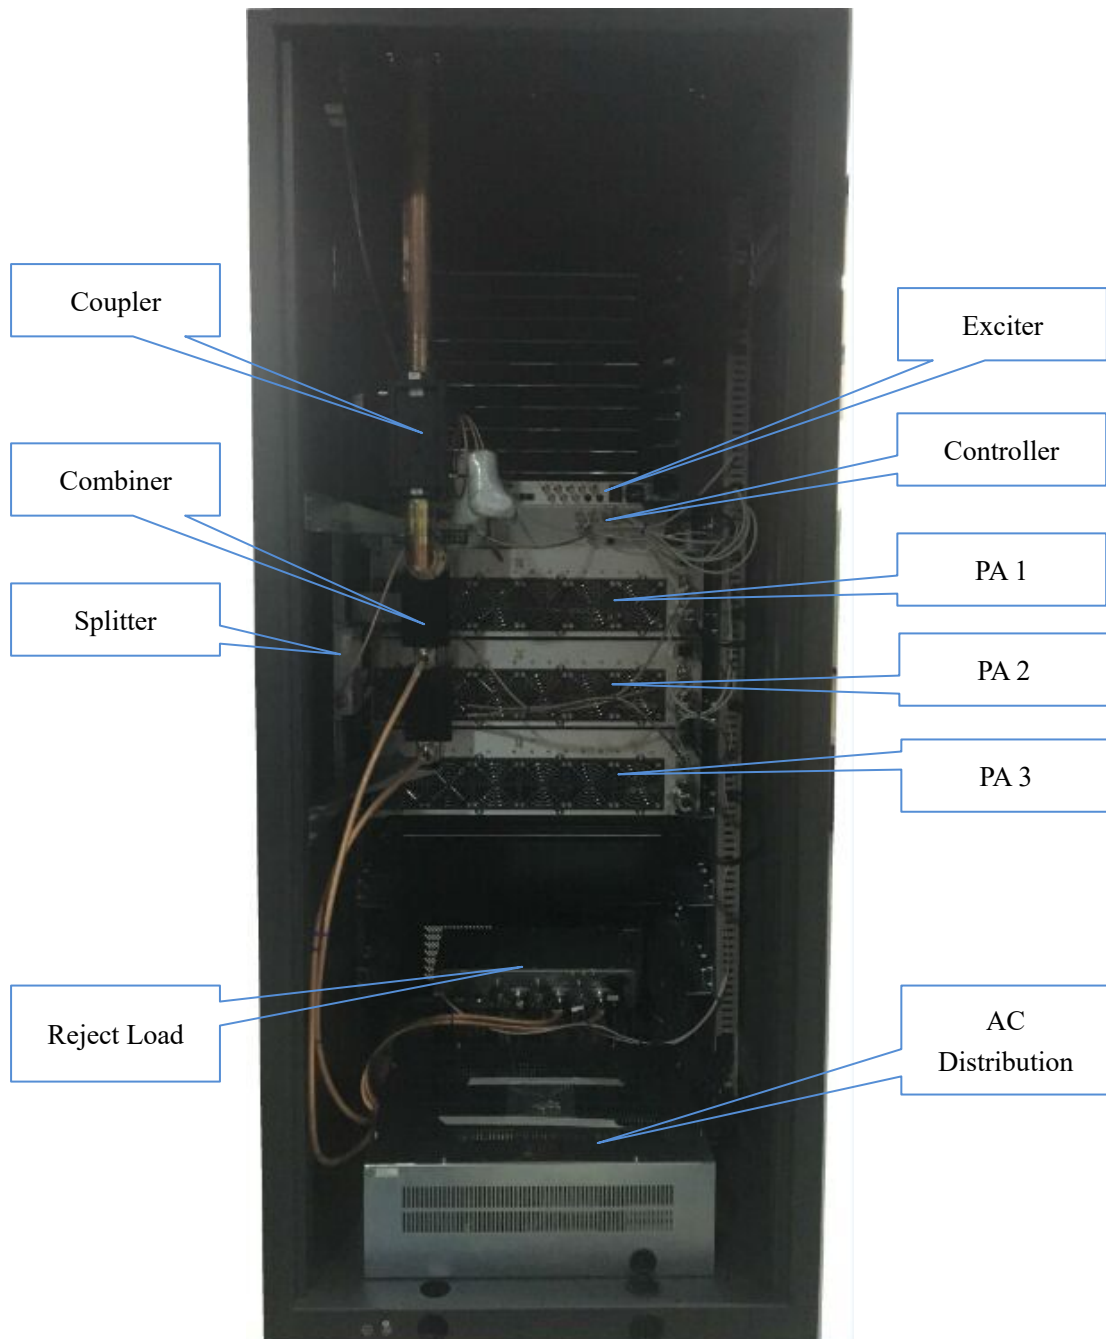 Coupler
Exciter
Controller
Combiner
PA 1
Splitter
PA 2
PA 3
Reject Load
AC
Distribution